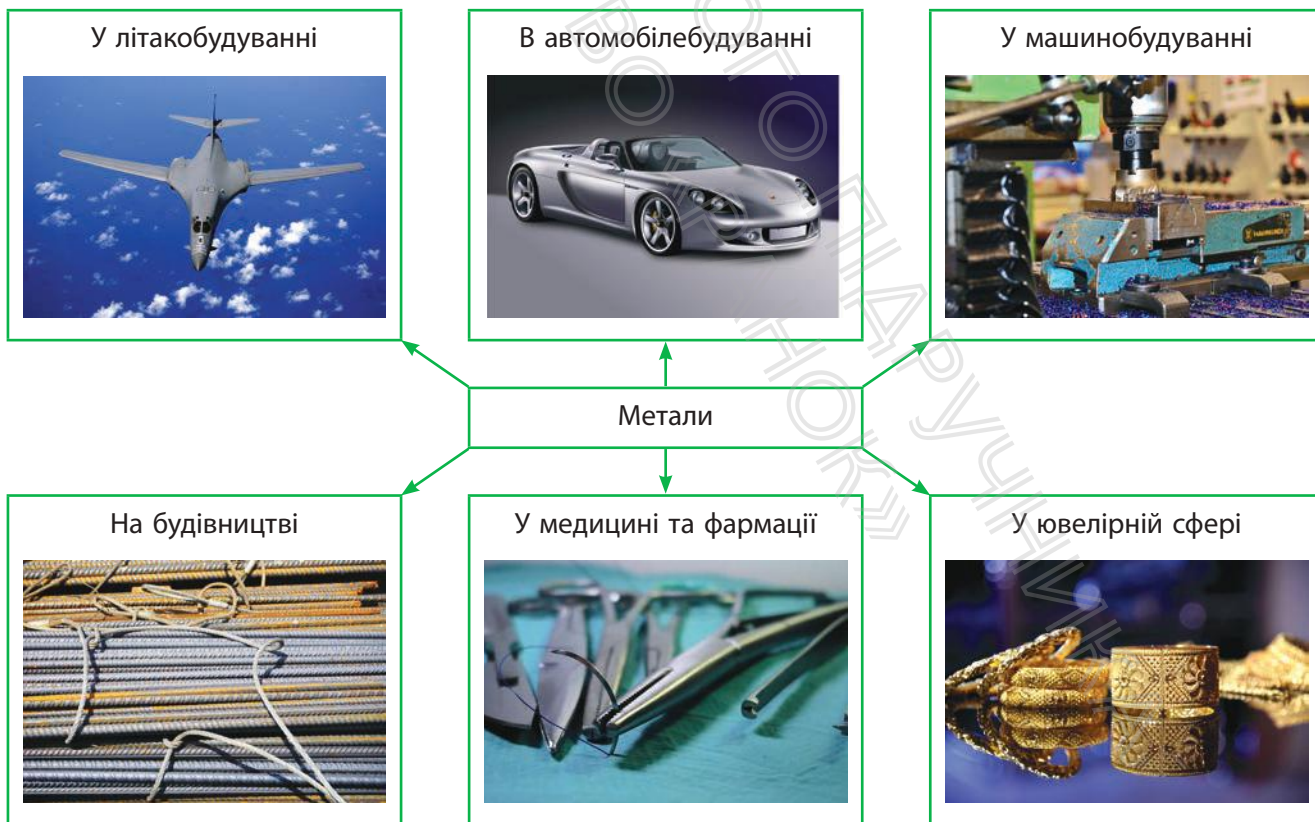 У літакобудуванні
В автомобілебудуванні
У машинобудуванні
Метали
На будівництві
У медицині та фармації
У ювелірній сфері